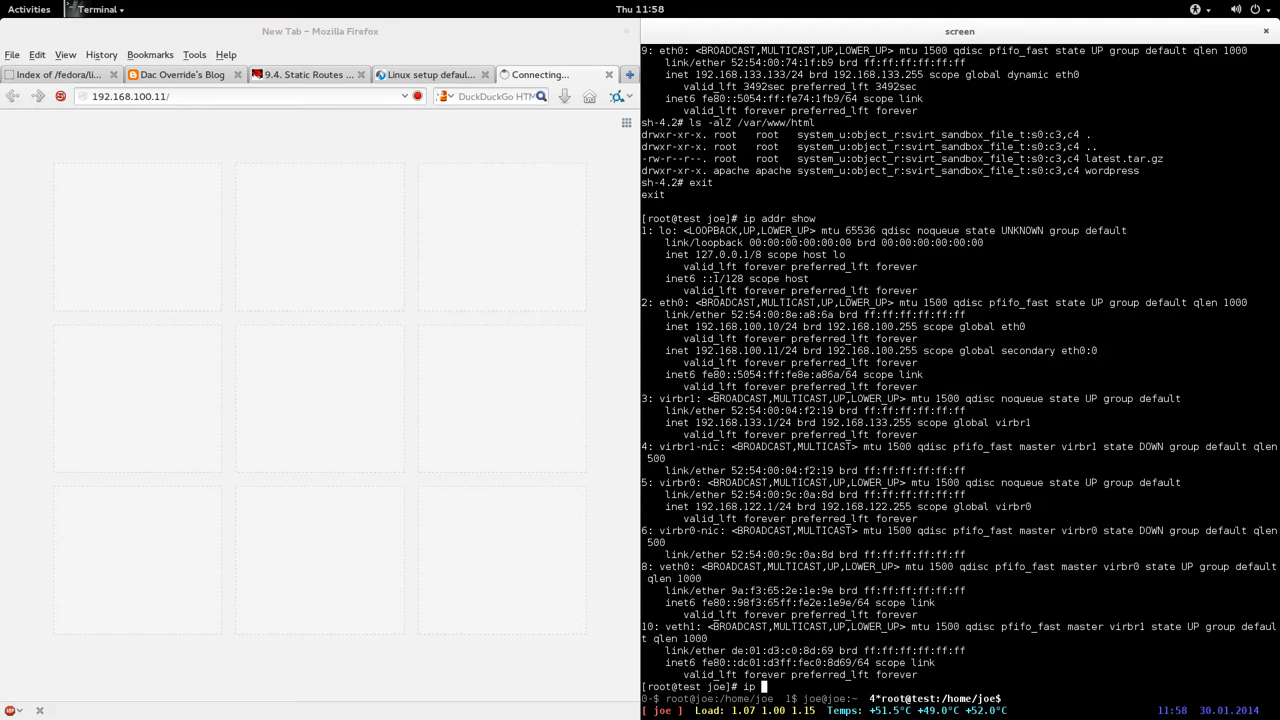 Activities Terminal Thu 11:58
New Tab - Mozilla Firefox
File Edit View History Bookmarks Tools Help
Index of /fedora/li... Dac Override's Blog 9.4. Static Routes ... Linux setup defaul... Connecting...
192.168.100.11/ DuckDuckGo HTM
screen
9: eth0: <BROADCAST,MULTICAST,UP,LOWER_UP> mtu 1500 qdisc pfifo_fast state UP group default qlen 1000
link/ether 52:54:00:74:1f:b9 brd ff:ff:ff:ff:ff:ff
inet 192.168.133.133/24 brd 192.168.133.255 scope global dynamic eth0
valid_lft 3492sec preferred_lft 3492sec
inet6 fe80::5054:ff:fe74:1fb9/64 scope link
valid_lft forever preferred_lft forever
sh-4.2# ls -alZ /var/www/html
drwxr-xr-x. root root system_u:object_r:svirt_sandbox_file_t:s0:c3,c4 .
drwxr-xr-x. root root system_u:object_r:svirt_sandbox_file_t:s0:c3,c4 ..
-rw-r--r--. root root system_u:object_r:svirt_sandbox_file_t:s0:c3,c4 latest.tar.gz
drwxr-xr-x. apache apache system_u:object_r:svirt_sandbox_file_t:s0:c3,c4 wordpress
sh-4.2# exit
exit
[root@test joe]# ip addr show
1: lo: <LOOPBACK,UP,LOWER_UP> mtu 65536 qdisc noqueue state UNKNOWN group default
link/loopback 00:00:00:00:00:00 brd 00:00:00:00:00:00
inet 127.0.0.1/8 scope host lo
valid_lft forever preferred_lft forever
inet6 ::1/128 scope host
valid_lft forever preferred_lft forever
2: eth0: <BROADCAST,MULTICAST,UP,LOWER_UP> mtu 1500 qdisc pfifo_fast state UP group default qlen 1000
link/ether 52:54:00:8e:a8:6a brd ff:ff:ff:ff:ff:ff
inet 192.168.100.10/24 brd 192.168.100.255 scope global eth0
valid_lft forever preferred_lft forever
inet 192.168.100.11/24 brd 192.168.100.255 scope global secondary eth0:0
valid_lft forever preferred_lft forever
inet6 fe80::5054:ff:fe8e:a86a/64 scope link
valid_lft forever preferred_lft forever
3: virbr1: <BROADCAST,MULTICAST,UP,LOWER_UP> mtu 1500 qdisc noqueue state UP group default
link/ether 52:54:00:04:f2:19 brd ff:ff:ff:ff:ff:ff
inet 192.168.133.1/24 brd 192.168.133.255 scope global virbr1
valid_lft forever preferred_lft forever
4: virbr1-nic: <BROADCAST,MULTICAST> mtu 1500 qdisc pfifo_fast master virbr1 state DOWN group default qlen
500
link/ether 52:54:00:04:f2:19 brd ff:ff:ff:ff:ff:ff
5: virbr0: <BROADCAST,MULTICAST,UP,LOWER_UP> mtu 1500 qdisc noqueue state UP group default
link/ether 52:54:00:9c:0a:8d brd ff:ff:ff:ff:ff:ff
inet 192.168.122.1/24 brd 192.168.122.255 scope global virbr0
valid_lft forever preferred_lft forever
6: virbr0-nic: <BROADCAST,MULTICAST> mtu 1500 qdisc pfifo_fast master virbr0 state DOWN group default qlen
500
link/ether 52:54:00:9c:0a:8d brd ff:ff:ff:ff:ff:ff
8: veth0: <BROADCAST,MULTICAST,UP,LOWER_UP> mtu 1500 qdisc pfifo_fast master virbr0 state UP group default
qlen 1000
link/ether 9a:f3:65:2e:1e:9e brd ff:ff:ff:ff:ff:ff
inet6 fe80::98f3:65ff:fe2e:1e9e/64 scope link
valid_lft forever preferred_lft forever
10: veth1: <BROADCAST,MULTICAST,UP,LOWER_UP> mtu 1500 qdisc pfifo_fast master virbr1 state UP group defaul
t qlen 1000
link/ether de:01:d3:c0:8d:69 brd ff:ff:ff:ff:ff:ff
inet6 fe80::dc01:d3ff:fec0:8d69/64 scope link
valid_lft forever preferred_lft forever
[root@test joe]# ip
0-$ root@joe:/home/joe 1$ joe@joe:~ 4*root@test:/home/joe$
[ joe ] Load: 1.07 1.00 1.15 Temps: +51.5°C +49.0°C +52.0°C 11:58 30.01.2014